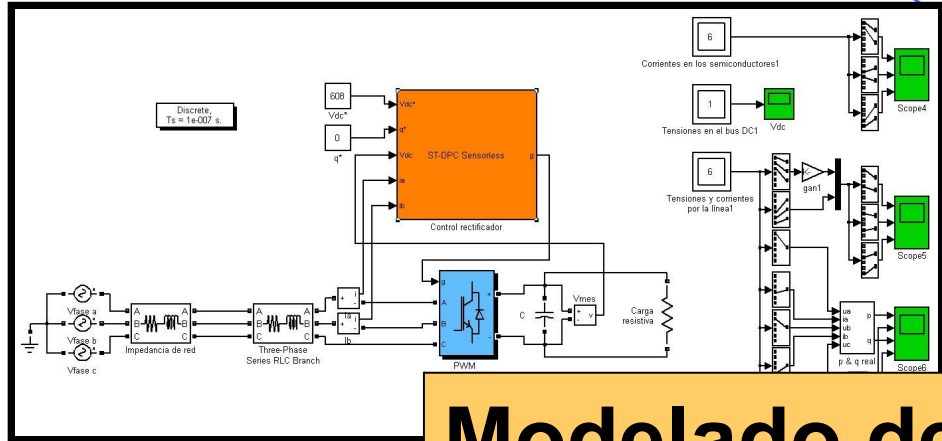 Discrete,
Ts = 1e-007 s.
608
Vdc*
0
q*
Vdc*
q*
Vdc
ia
ib
ST-DPC Sensorless
g
Control rectificador
6
Corrientes en los semiconductores1
Scope4
1
Tensiones en el bus DC1
Vdc
6
Tensiones y corrientes
por la línea1
K-
gan1
Scope5
ua
ia
ub
ib
uc
p
q
p & q real
Scope6
Vfase a
Vfase b
Vfase c
A
B
C
A
B
C
Impedancia de red
A
B
C
A
B
C
Three-Phase
Series RLC Branch
+
-
i
Ia
+
-
i
Ib
g
A
B
C
+
-
PWM
C
Vmes
+
-
v
Carga
resistiva